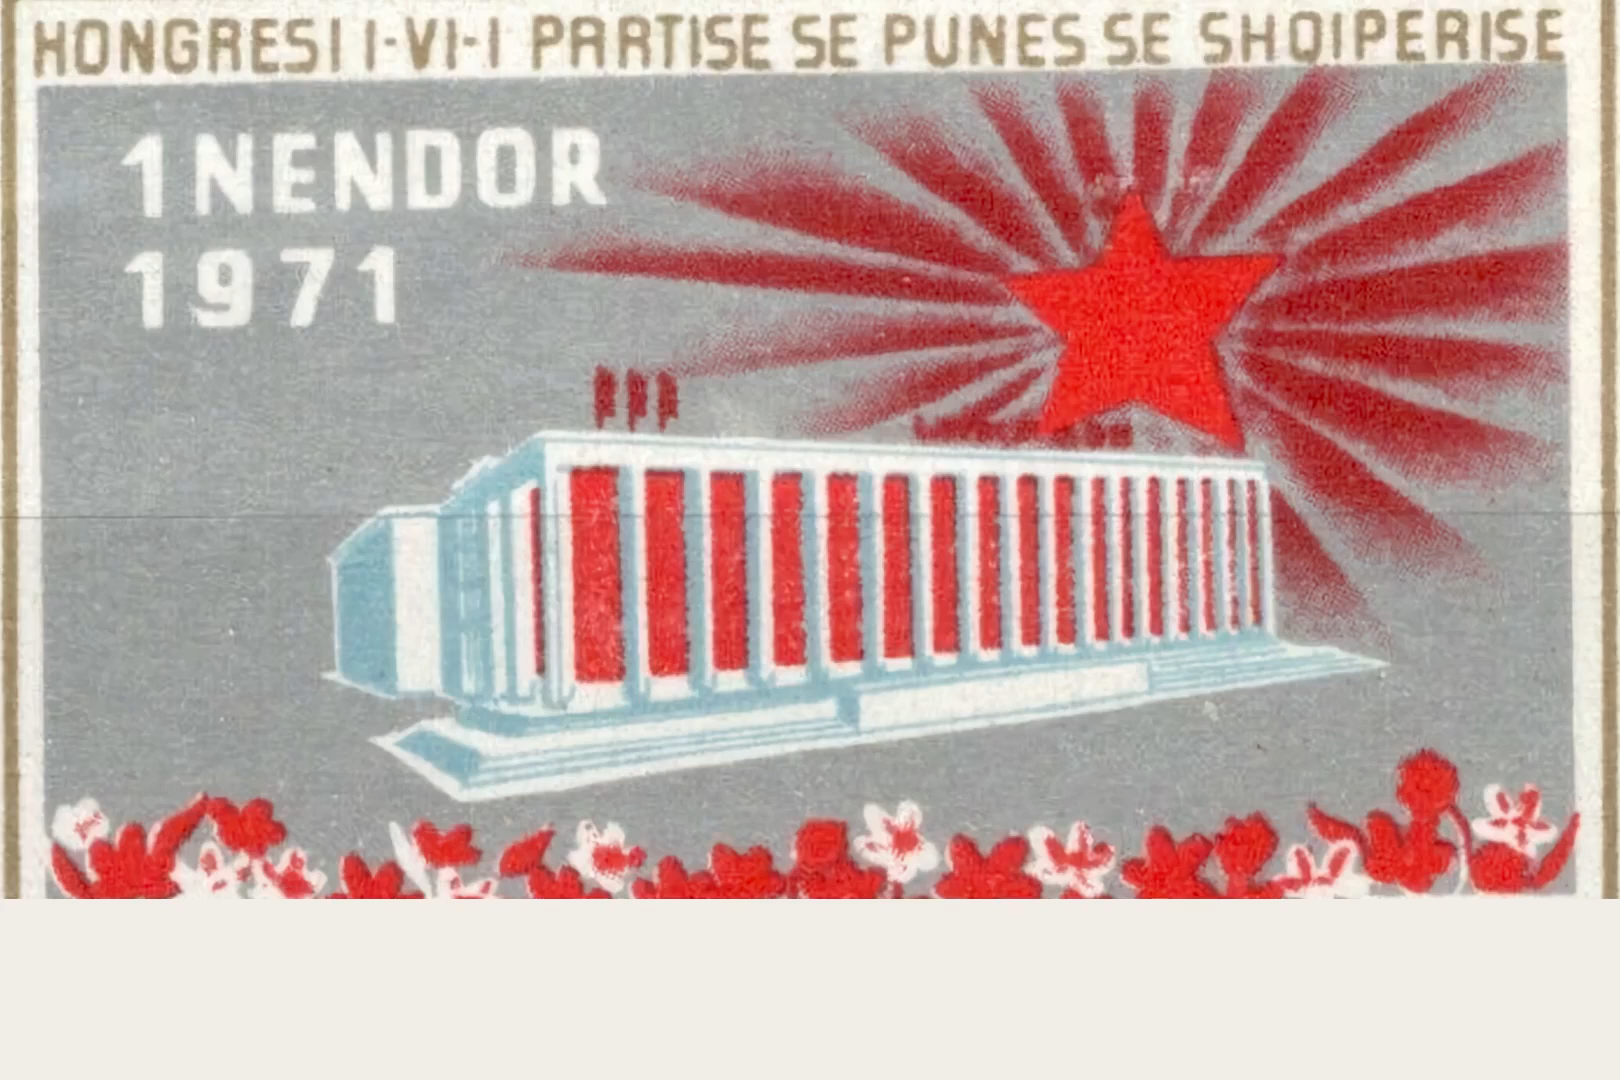 KONGRESI I-VI-I PARTISE SE PUNES SE SHQIPERISE
1 NENDOR
1971